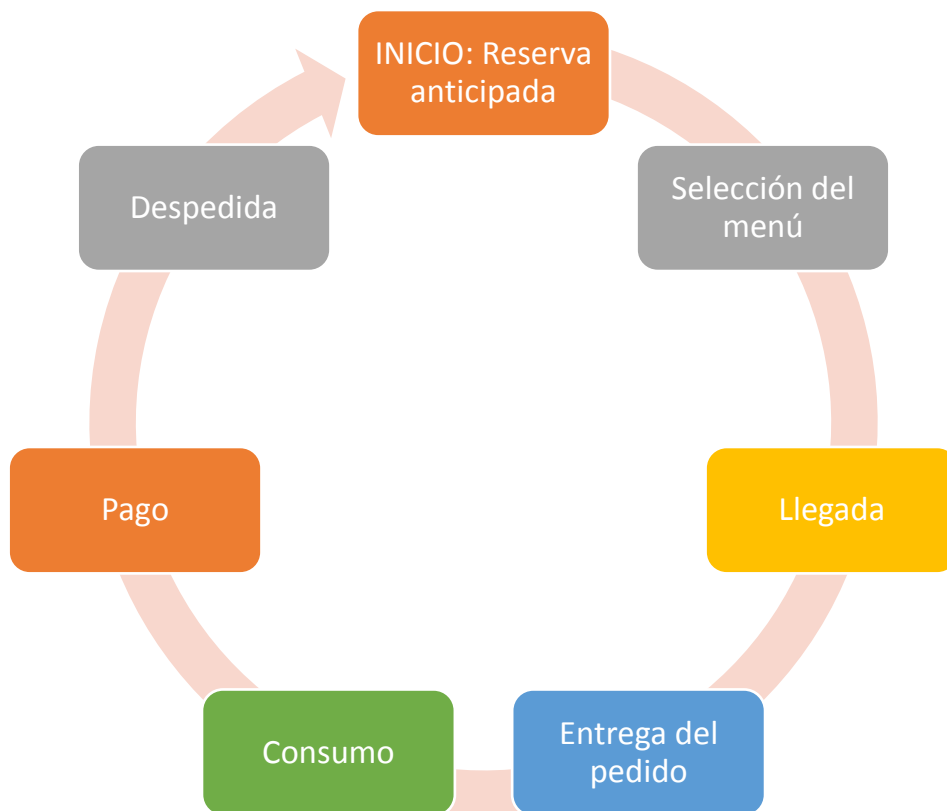 INICIO: Reserva
anticipada
Selección del
menú
Llegada
Entrega del
pedido
Consumo
Pago
Despedida